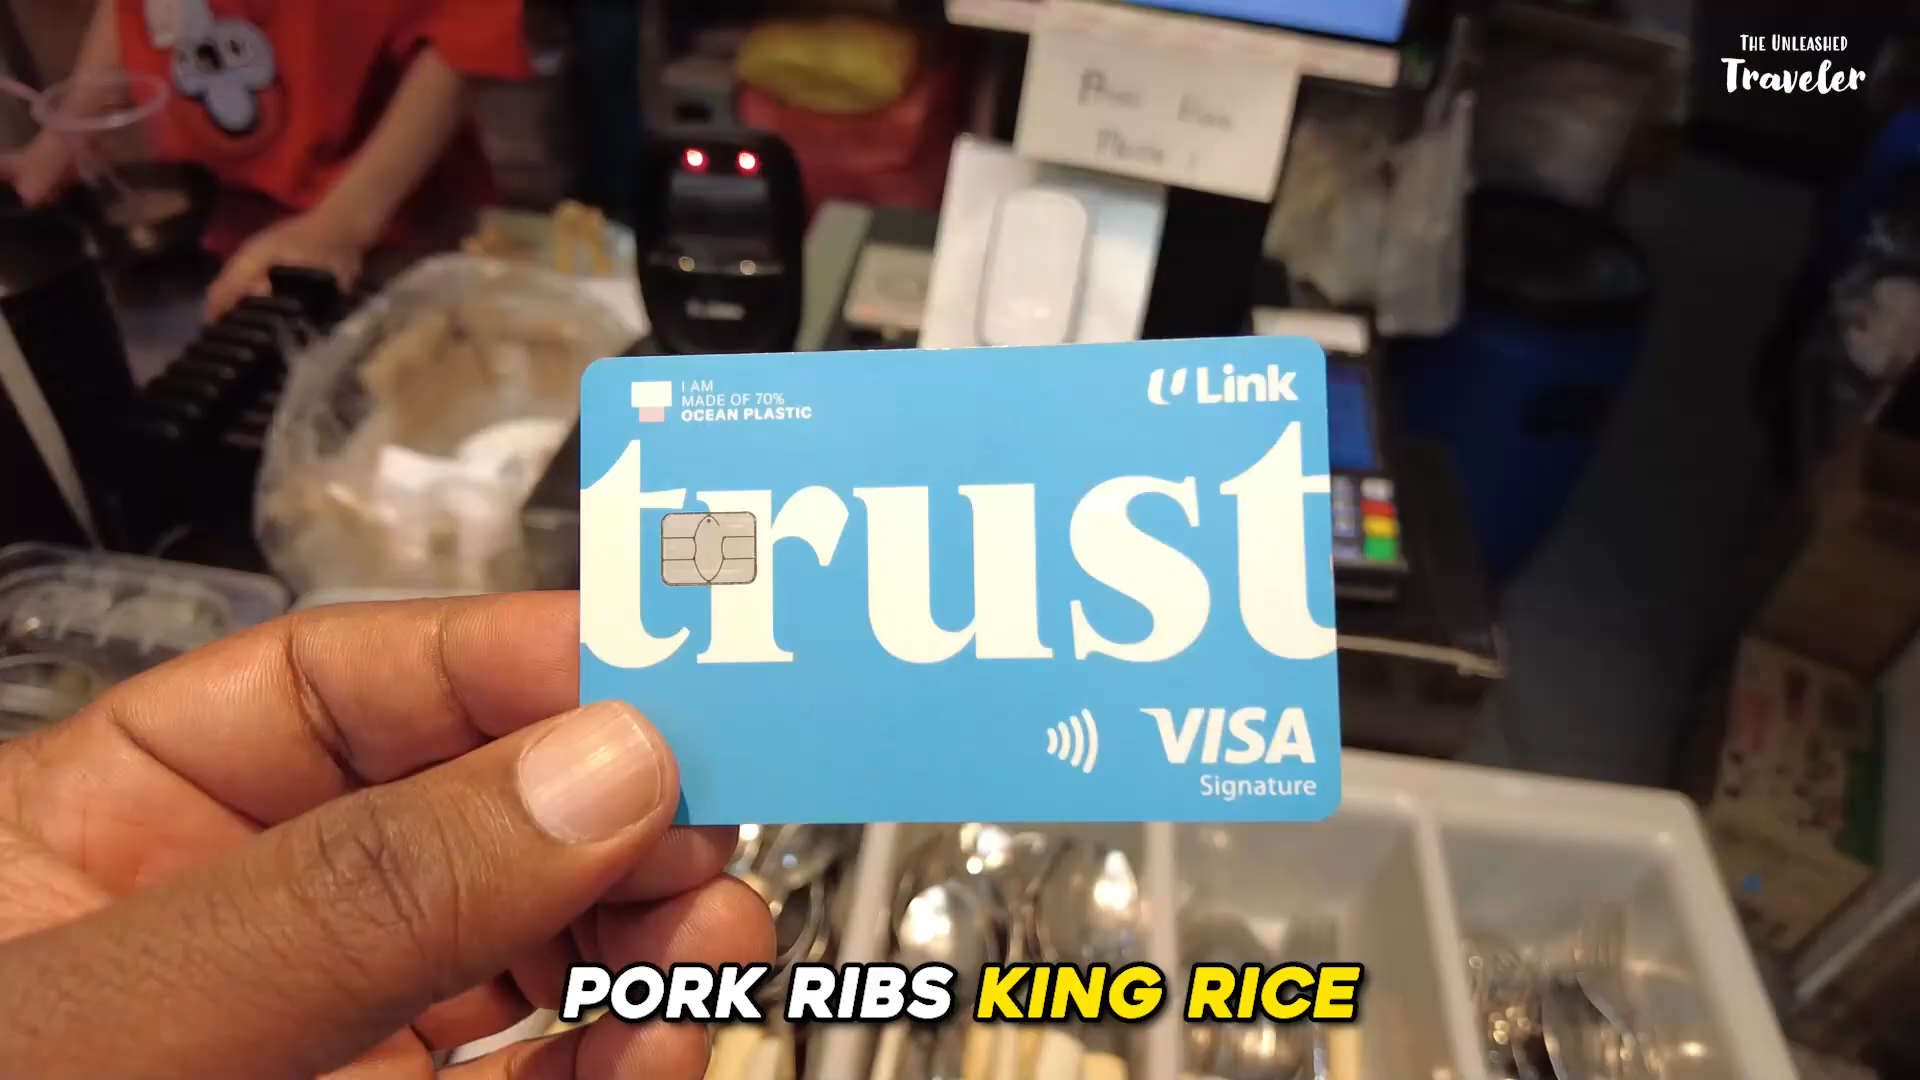 THE UNLEASHED
Traveler
I AM
MADE OF 70%
OCEAN PLASTIC
Link
trust
VISA
Signature
PORK RIBS KING RICE